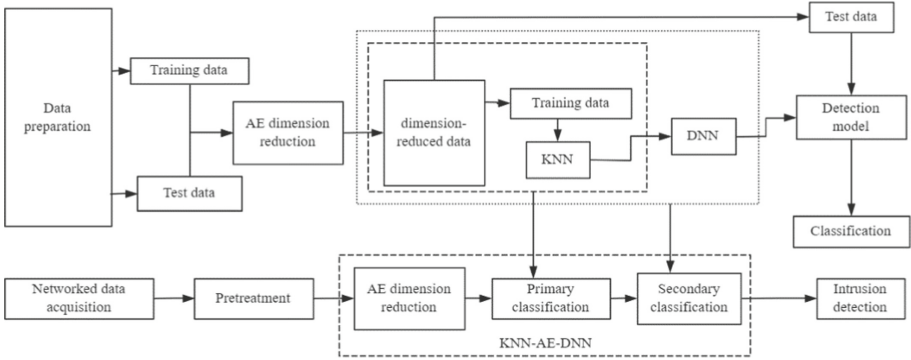 Data
preparation
Training data
Test data
AE dimension
reduction
dimension-
reduced data
Training data
KNN
DNN
Test data
Detection
model
Classification
Networked data
acquisition
Pretreatment
AE dimension
reduction
Primary
classification
Secondary
classification
KNN-AE-DNN
Intrusion
detection